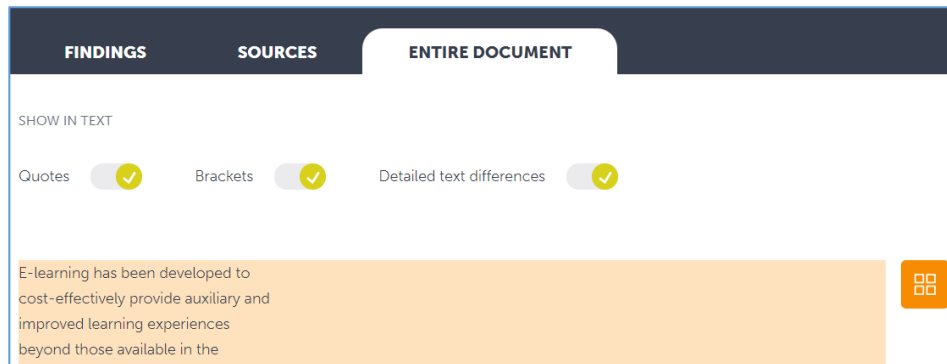 FINDINGS SOURCES ENTIRE DOCUMENT
SHOW IN TEXT
Quotes Brackets Detailed text differences
E-learning has been developed to
cost-effectively provide auxiliary and
improved learning experiences
beyond those available in the